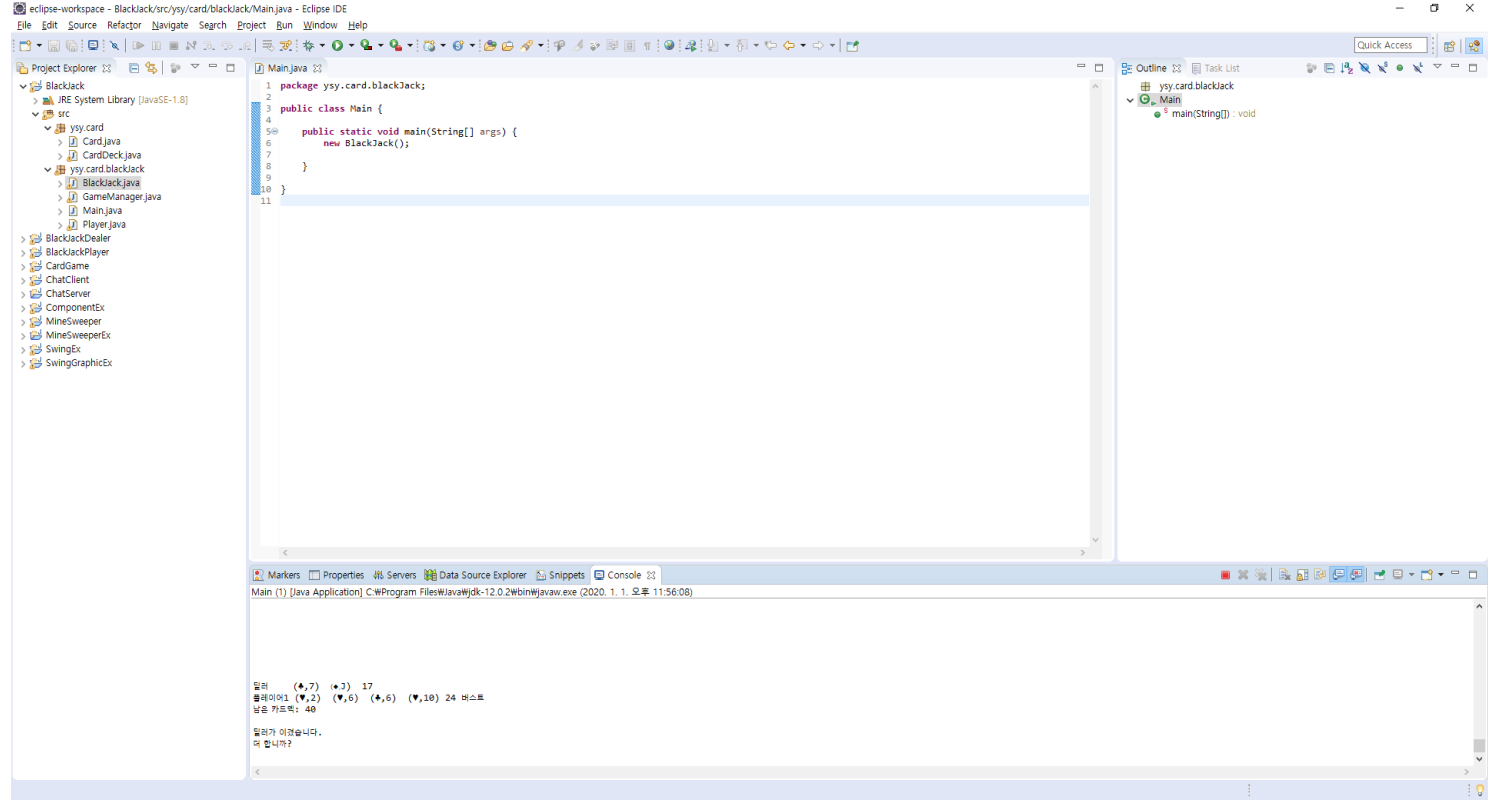 eclipse-workspace - BlackJack/src/ysy/card/blackJack/Main.java - Eclipse IDE
File Edit Source Refactor Navigate Search Project Run Window Help
Quick Access
Project Explorer
BlackJack
JRE System Library [JavaSE-1.8]
src
ysy.card
Card.java
CardDeck.java
ysy.card.blackJack
BlackJack.java
GameManager.java
Main.java
Player.java
BlackJackDealer
BlackJackPlayer
CardGame
ChatClient
ChatServer
ComponentEx
MineSweeper
MineSweeperEx
SwingEx
SwingGraphicEx
Main.java
1 package ysy.card.blackJack;
2
3 public class Main {
4
5 public static void main(String[] args) {
6 new BlackJack();
7
8 }
9
10 }
11
Outline Task List
ysy.card.blackJack
Main
main(String[]) : void
Markers Properties Servers Data Source Explorer Snippets Console
Main (1) [Java Application] C:₩Program Files₩Java₩jdk-12.0.2₩bin₩javaw.exe (2020. 1. 1. 오후 11:56:08)
딜러 (♠,7) (◆,J) 17
플레이어1 (♥,2) (♥,6) (♣,6) (♥,10) 24 버스트
남은 카드덱: 40
딜러가 이겼습니다.
더 합니까?